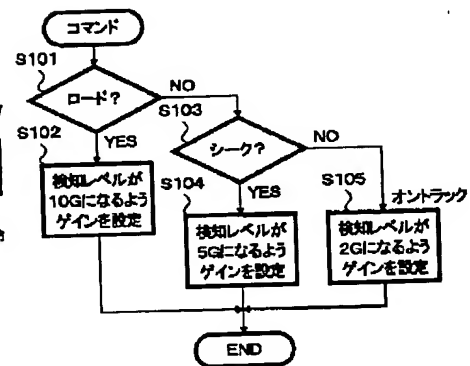 コマンド
S101
ロード?
NO
S103
S102
YES
シーク?
NO
検知レベルが
10Gになるよう
ゲインを設定
S104
YES
S105
オントラック
検知レベルが
5Gになるよう
ゲインを設定
検知レベルが
2Gになるよう
ゲインを設定
END